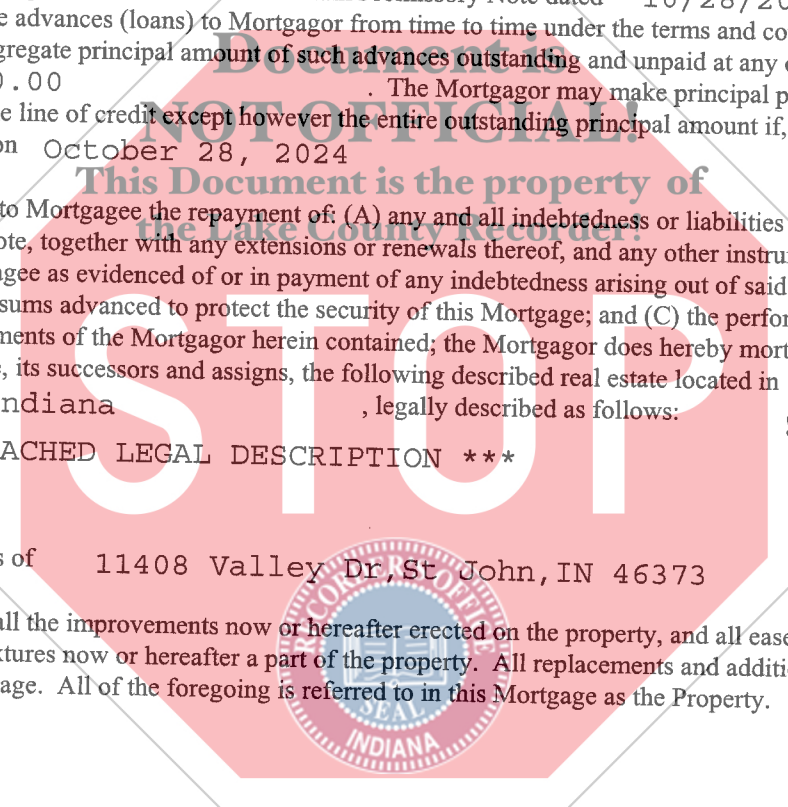 10/28/20
e advances (loans) to Mortgagor from time to time under the terms and co
gregate principal amount of such advances outstanding and unpaid at any
0.00 . The Mortgagor may make principal p
e line of credit except however the entire outstanding principal amount if,
on October 28, 2024
to Mortgagee the repayment of: (A) any and all indebtedness or liabilities
ote, together with any extensions or renewals thereof, and any other instru
agee as evidenced of or in payment of any indebtedness arising out of said
sums advanced to protect the security of this Mortgage; and (C) the perfor
ments of the Mortgagor herein contained; the Mortgagor does hereby mort
, its successors and assigns, the following described real estate located in
ndiana , legally described as follows:
ACHED LEGAL DESCRIPTION ***
s of 11408 Valley Dr,St John,IN 46373
all the improvements now or hereafter erected on the property, and all ease
xtures now or hereafter a part of the property. All replacements and additi
age. All of the foregoing is referred to in this Mortgage as the Property.
Document is
NOT OFFICIAL!
This Document is the property of
the Lake County Recorder!
STOP
RECORDER'S OFFICE
SEAL
INDIANA